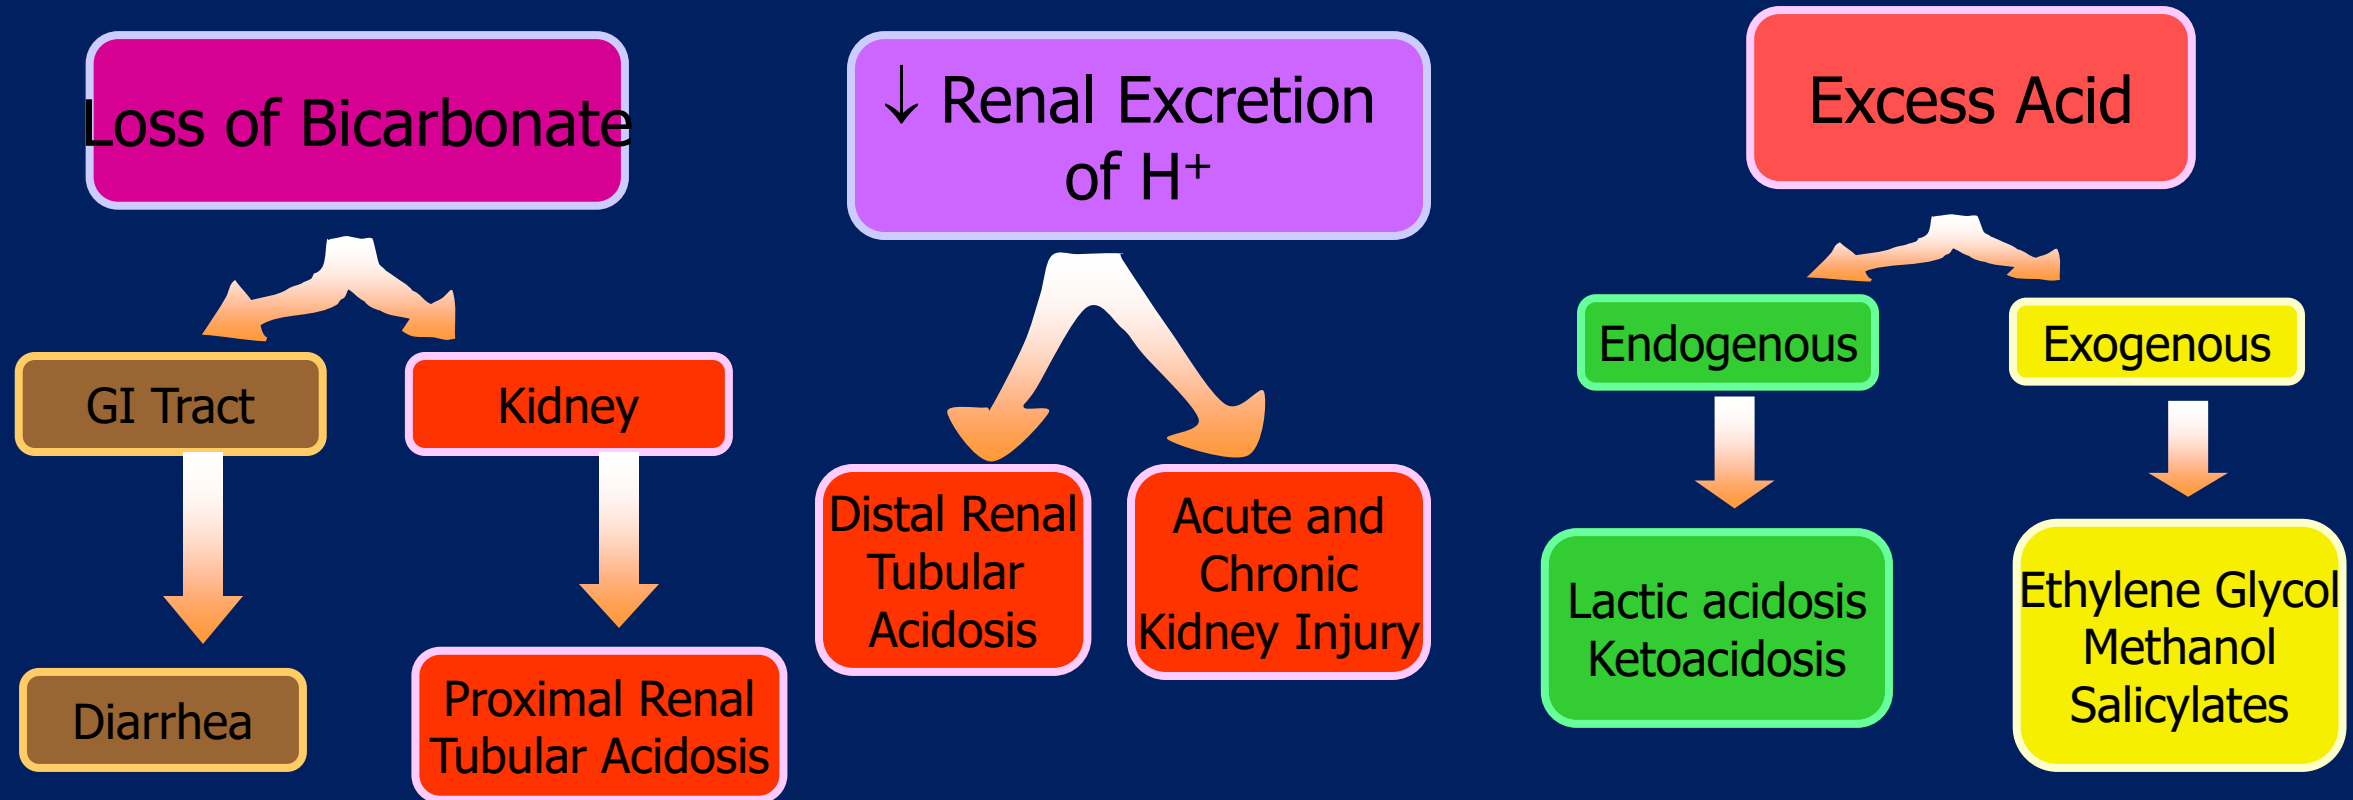 Loss of Bicarbonate
↓ Renal Excretion
of H⁺
Excess Acid
GI Tract
Kidney
Endogenous
Exogenous
Diarrhea
Proximal Renal
Tubular Acidosis
Distal Renal
Tubular
Acidosis
Acute and
Chronic
Kidney Injury
Lactic acidosis
Ketoacidosis
Ethylene Glycol
Methanol
Salicylates